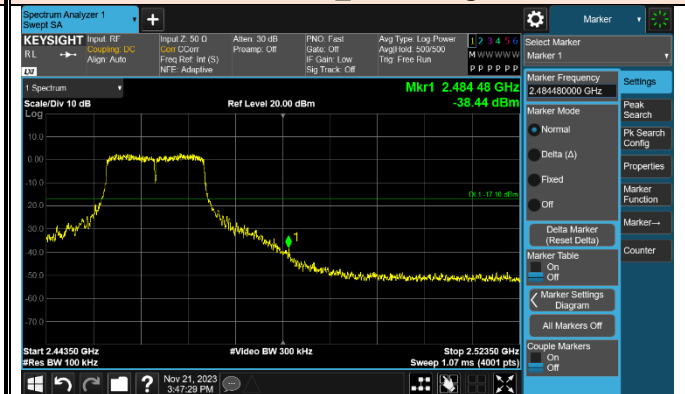 Spectrum Analyzer 1
Swept SA
+
Marker
KEYSIGHT
RL
LXI
Input: RF
Coupling: DC
Align: Auto
Input Z: 50 Ω
Corr CCorr
Freq Ref: Int (S)
NFE: Adaptive
Atten: 30 dB
Preamp: Off
PNO: Fast
Gate: Off
IF Gain: Low
Sig Track: Off
Avg Type: Log-Power
Avg|Hold: 500/500
Trig: Free Run
1 2 3 4 5 6
M W W W W W
P P P P P P
Select Marker
Marker 1
1 Spectrum
Scale/Div 10 dB
Log
Ref Level 20.00 dBm
Mkr1 2.484 48 GHz
-38.44 dBm
10.0
0.00
-10.0
-20.0
-30.0
-40.0
-50.0
-60.0
-70.0
DL1 -17.10 dBm
1
Start 2.44350 GHz
#Res BW 100 kHz
#Video BW 300 kHz
Stop 2.52350 GHz
Sweep 1.07 ms (4001 pts)
Marker Frequency
2.484480000 GHz
Marker Mode
Normal
Delta (Δ)
Fixed
Off
Delta Marker
(Reset Delta)
Marker Table
On
Off
Marker Settings
Diagram
All Markers Off
Couple Markers
On
Off
Settings
Peak
Search
Pk Search
Config
Properties
Marker
Function
Marker→
Counter
?
Nov 21, 2023
3:47:29 PM